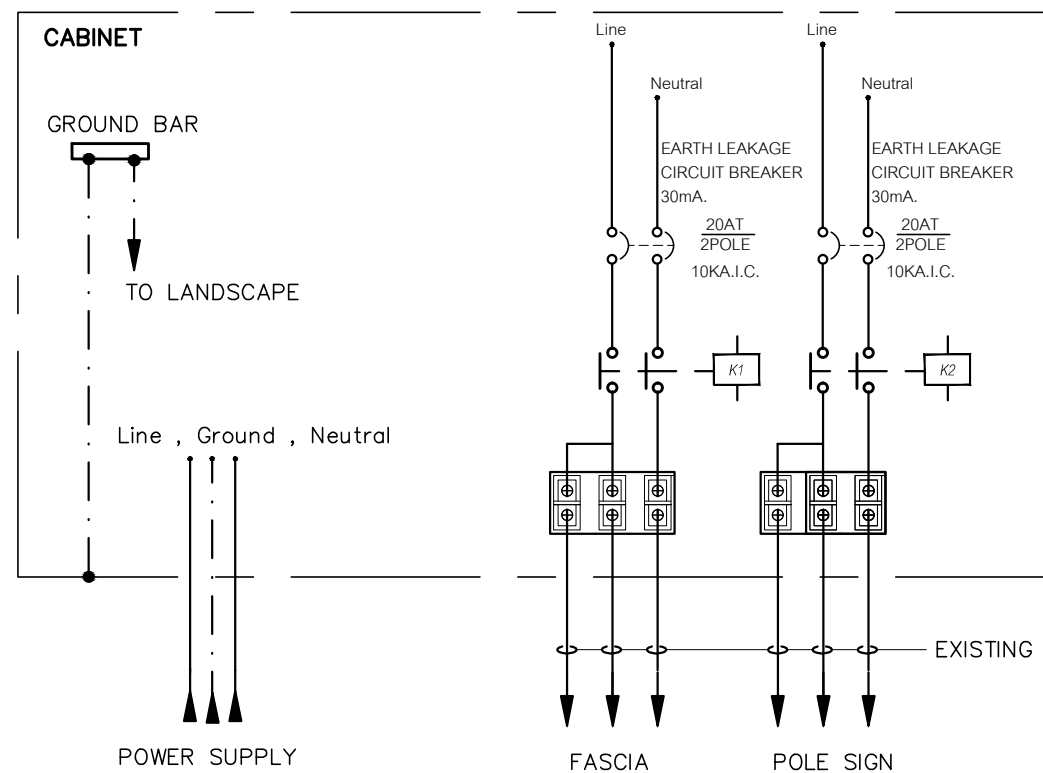 CABINET
GROUND BAR
TO LANDSCAPE
Line , Ground , Neutral
POWER SUPPLY
Line
Neutral
EARTH LEAKAGE
CIRCUIT BREAKER
30mA.
20AT
2POLE
10KA.I.C.
K1
FASCIA
Line
Neutral
EARTH LEAKAGE
CIRCUIT BREAKER
30mA.
20AT
2POLE
10KA.I.C.
K2
POLE SIGN
EXISTING